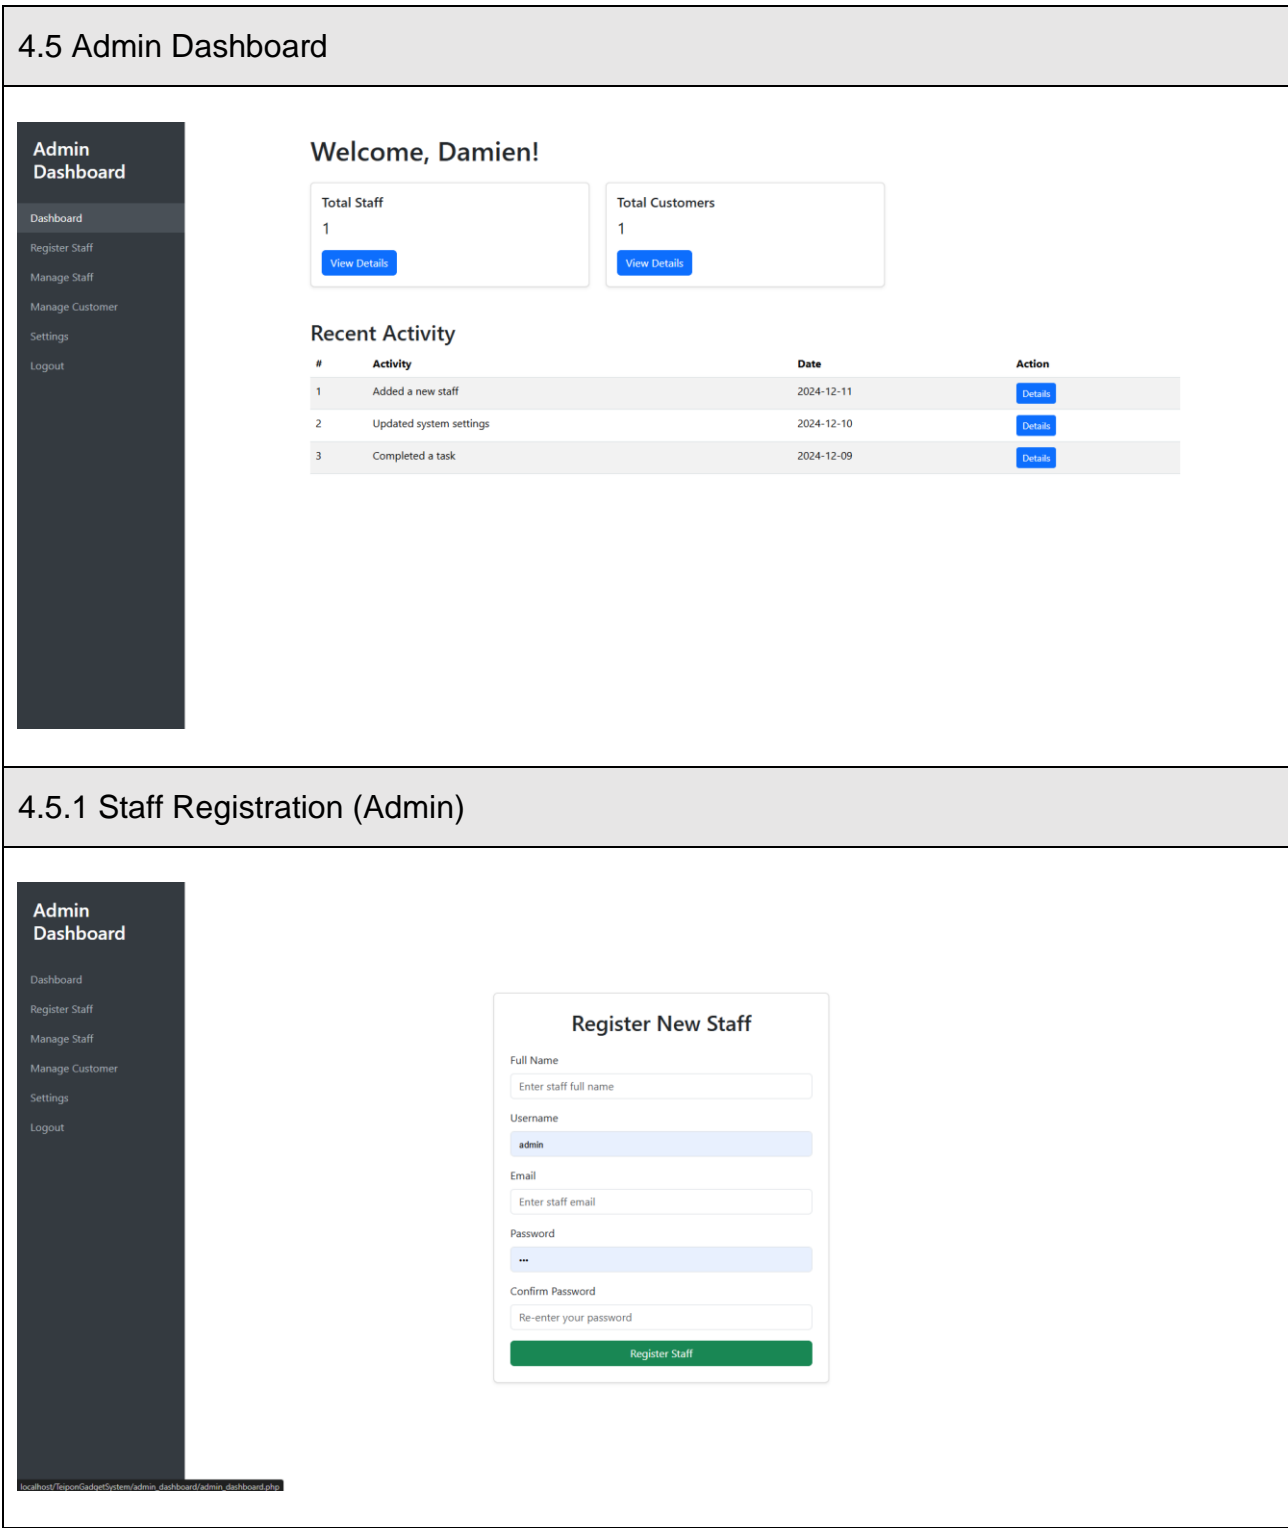 4.5 Admin Dashboard
Admin
Dashboard
Dashboard
Register Staff
Manage Staff
Manage Customer
Settings
Logout
Welcome, Damien!
Total Staff
1
View Details
Total Customers
1
View Details
Recent Activity
# Activity Date Action
1 Added a new staff 2024-12-11 Details
2 Updated system settings 2024-12-10 Details
3 Completed a task 2024-12-09 Details
4.5.1 Staff Registration (Admin)
Admin
Dashboard
Dashboard
Register Staff
Manage Staff
Manage Customer
Settings
Logout
Register New Staff
Full Name
Enter staff full name
Username
admin
Email
Enter staff email
Password
•••
Confirm Password
Re-enter your password
Register Staff
localhost/TeiponGadgetSystem/admin_dashboard/admin_dashboard.php